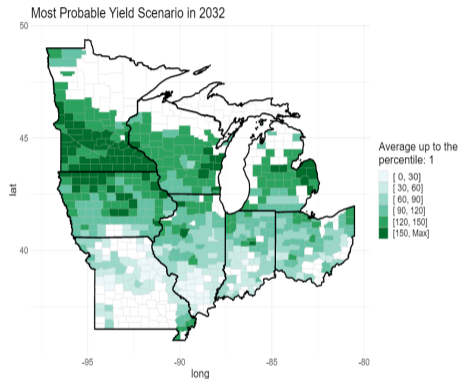 Most Probable Yield Scenario in 2032
50
45
40
lat
-95
-90
-85
-80
long
Average up to the
percentile: 1
[ 0, 30]
[ 30, 60]
[ 60, 90]
[ 90, 120]
[120, 150]
[150, Max]